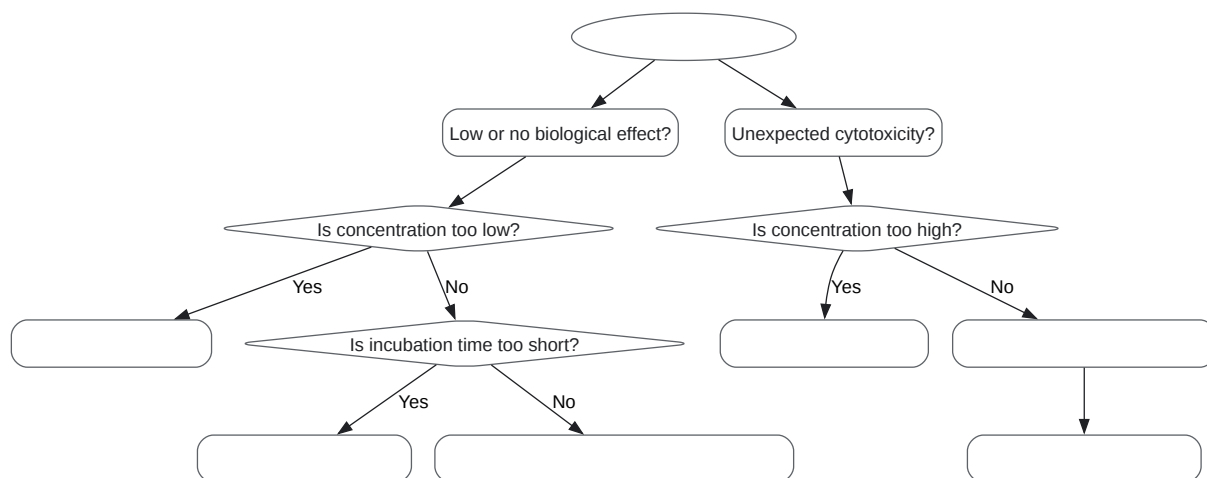 Low or no biological effect?
Unexpected cytotoxicity?
Is concentration too low?
Is concentration too high?
Yes
No
Yes
No
Is incubation time too short?
Yes
No